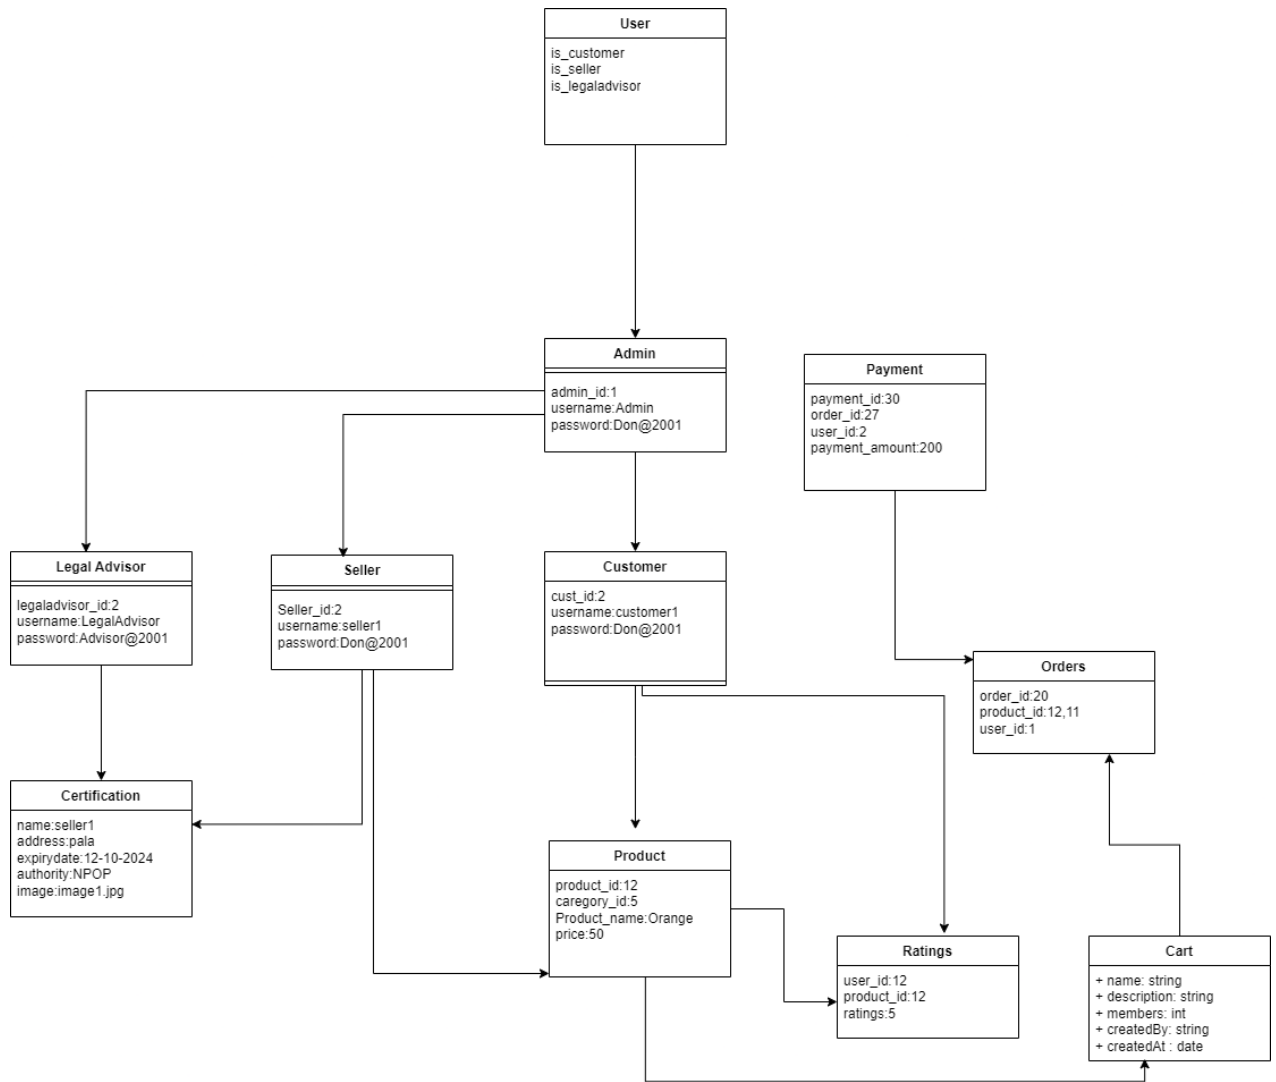 User
is_customer
is_seller
is_legaladvisor
Admin
admin_id:1
username:Admin
password:Don@2001
Payment
payment_id:30
order_id:27
user_id:2
payment_amount:200
Legal Advisor
legaladvisor_id:2
username:LegalAdvisor
password:Advisor@2001
Seller
Seller_id:2
username:seller1
password:Don@2001
Customer
cust_id:2
username:customer1
password:Don@2001
Orders
order_id:20
product_id:12,11
user_id:1
Certification
name:seller1
address:pala
expirydate:12-10-2024
authority:NPOP
image:image1.jpg
Product
product_id:12
caregory_id:5
Product_name:Orange
price:50
Ratings
user_id:12
product_id:12
ratings:5
Cart
+ name: string
+ description: string
+ members: int
+ createdBy: string
+ createdAt : date